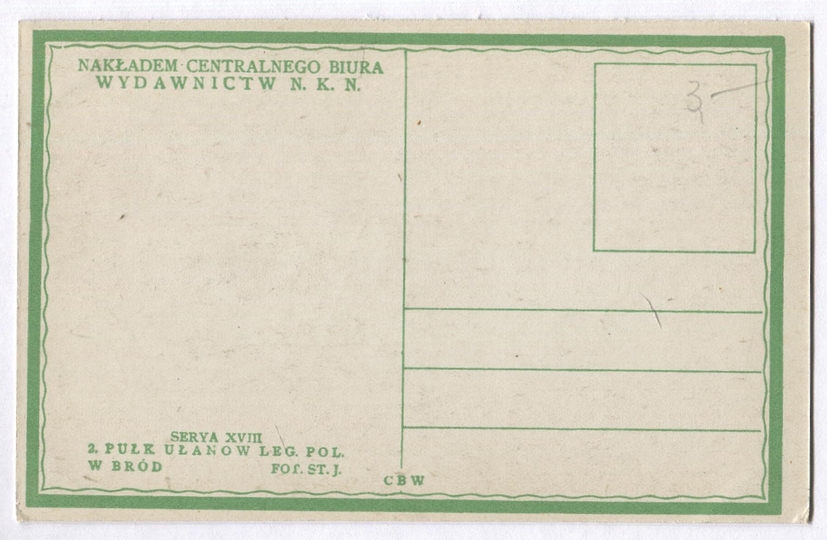 NAKŁADEM CENTRALNEGO BIURA
WYDAWNICTW N. K. N.
3
SERYA XVIII
2. PUŁK UŁANOW LEG. POL.
W BRÓD FOT. ST. J.
CBW